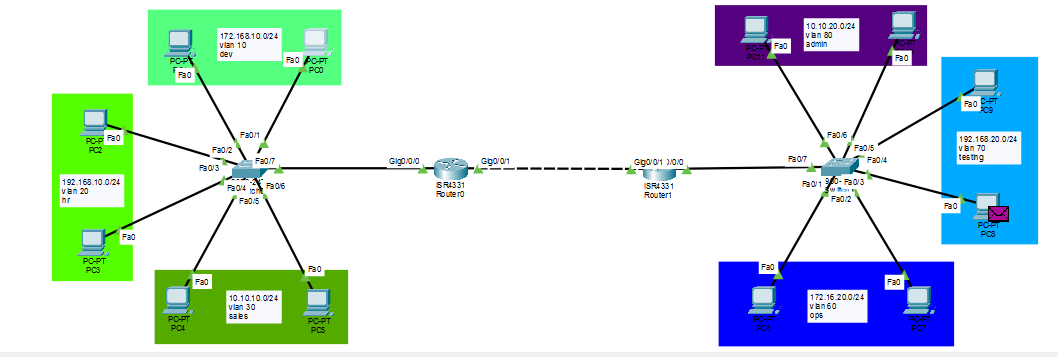 172.168.10.0/24
vlan 10
dev
PC-PT
Fa0
Fa0
PC0
10.10.20.0/24
vlan 80
admin
Fa0
PC11
Fa0
Fa0
PC-PT
PC9
192.168.20.0/24
vlan 70
testing
Fa0
PC-PT
PC8
Fa0
PC2
192.168.10.0/24
vlan 20
hr
Fa0
PC-PT
PC3
Fa0/1
Fa0/2
Fa0/3
Fa0/7
Fa0/4
Fa0/6
Fa0/5
Gig0/0/0
Gig0/0/1
ISR4331
Router0
Gig0/0/1
ISR4331
Router1
Fa0/6
Fa0/5
Fa0/4
Fa0/7
Fa0/1
Fa0/3
Fa0/2
Fa0
PC-PT
PC4
10.10.10.0/24
vlan 30
sales
Fa0
PC-PT
PC5
Fa0
172.16.20.0/24
vlan 60
ops
Fa0